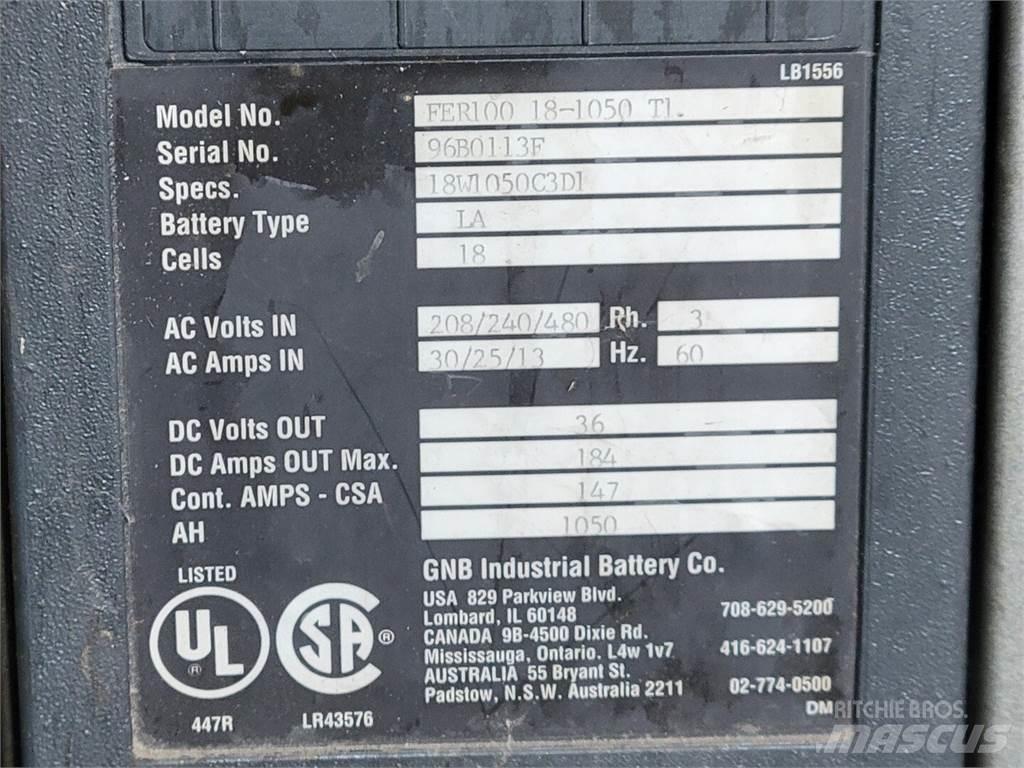 LB1556
Model No. FER100 18-1050 T1.
Serial No. 96B0113F
Specs. 18W1050C3D1
Battery Type LA
Cells 18
AC Volts IN 208/240/480 Ph. 3
AC Amps IN 30/25/13 Hz. 60
DC Volts OUT 36
DC Amps OUT Max. 184
Cont. AMPS - CSA 147
AH 1050
LISTED
UL ®
447R
SA ®
LR43576
GNB Industrial Battery Co.
USA 829 Parkview Blvd.
Lombard, IL 60148 708-629-5200
CANADA 9B-4500 Dixie Rd.
Mississauga, Ontario. L4w 1v7 416-624-1107
AUSTRALIA 55 Bryant St.
Padstow, N.S.W. Australia 2211 02-774-0500
DM
RITCHIE BROS.
MASCUS